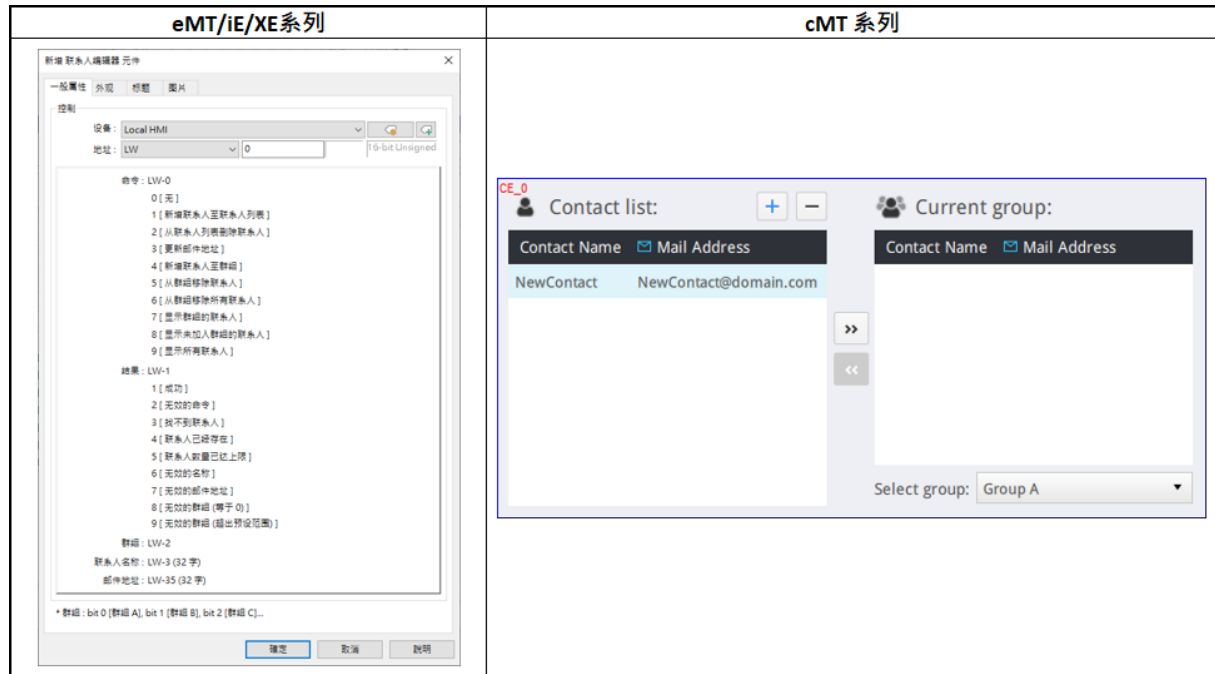 eMT/iE/XE系列
cMT 系列
新增 联系人编辑器 元件
一般属性 外观 标题 图片
控制
设备 : Local HMI
地址 : LW 0 16-bit Unsigned
命令 : LW-0
0 [ 无 ]
1 [ 新增联系人至联系人列表 ]
2 [ 从联系人列表删除联系人 ]
3 [ 更新邮件地址 ]
4 [ 新增联系人至群组 ]
5 [ 从群组移除联系人 ]
6 [ 从群组移除所有联系人 ]
7 [ 显示群组的联系人 ]
8 [ 显示未加入群组的联系人 ]
9 [ 显示所有联系人 ]
结果 : LW-1
1 [ 成功 ]
2 [ 无效的命令 ]
3 [ 找不到联系人 ]
4 [ 联系人已经存在 ]
5 [ 联系人数量已达上限 ]
6 [ 无效的名称 ]
7 [ 无效的邮件地址 ]
8 [ 无效的群组 (等于 0) ]
9 [ 无效的群组 (超出预设范围) ]
群组 : LW-2
联系人名称 : LW-3 (32 字)
邮件地址 : LW-35 (32 字)
* 群组 : bit 0 [群组 A], bit 1 [群组 B], bit 2 [群组 C]...
確定 取消 說明
CE_0
Contact list:
Contact Name Mail Address
NewContact NewContact@domain.com
Current group:
Contact Name Mail Address
Select group: Group A